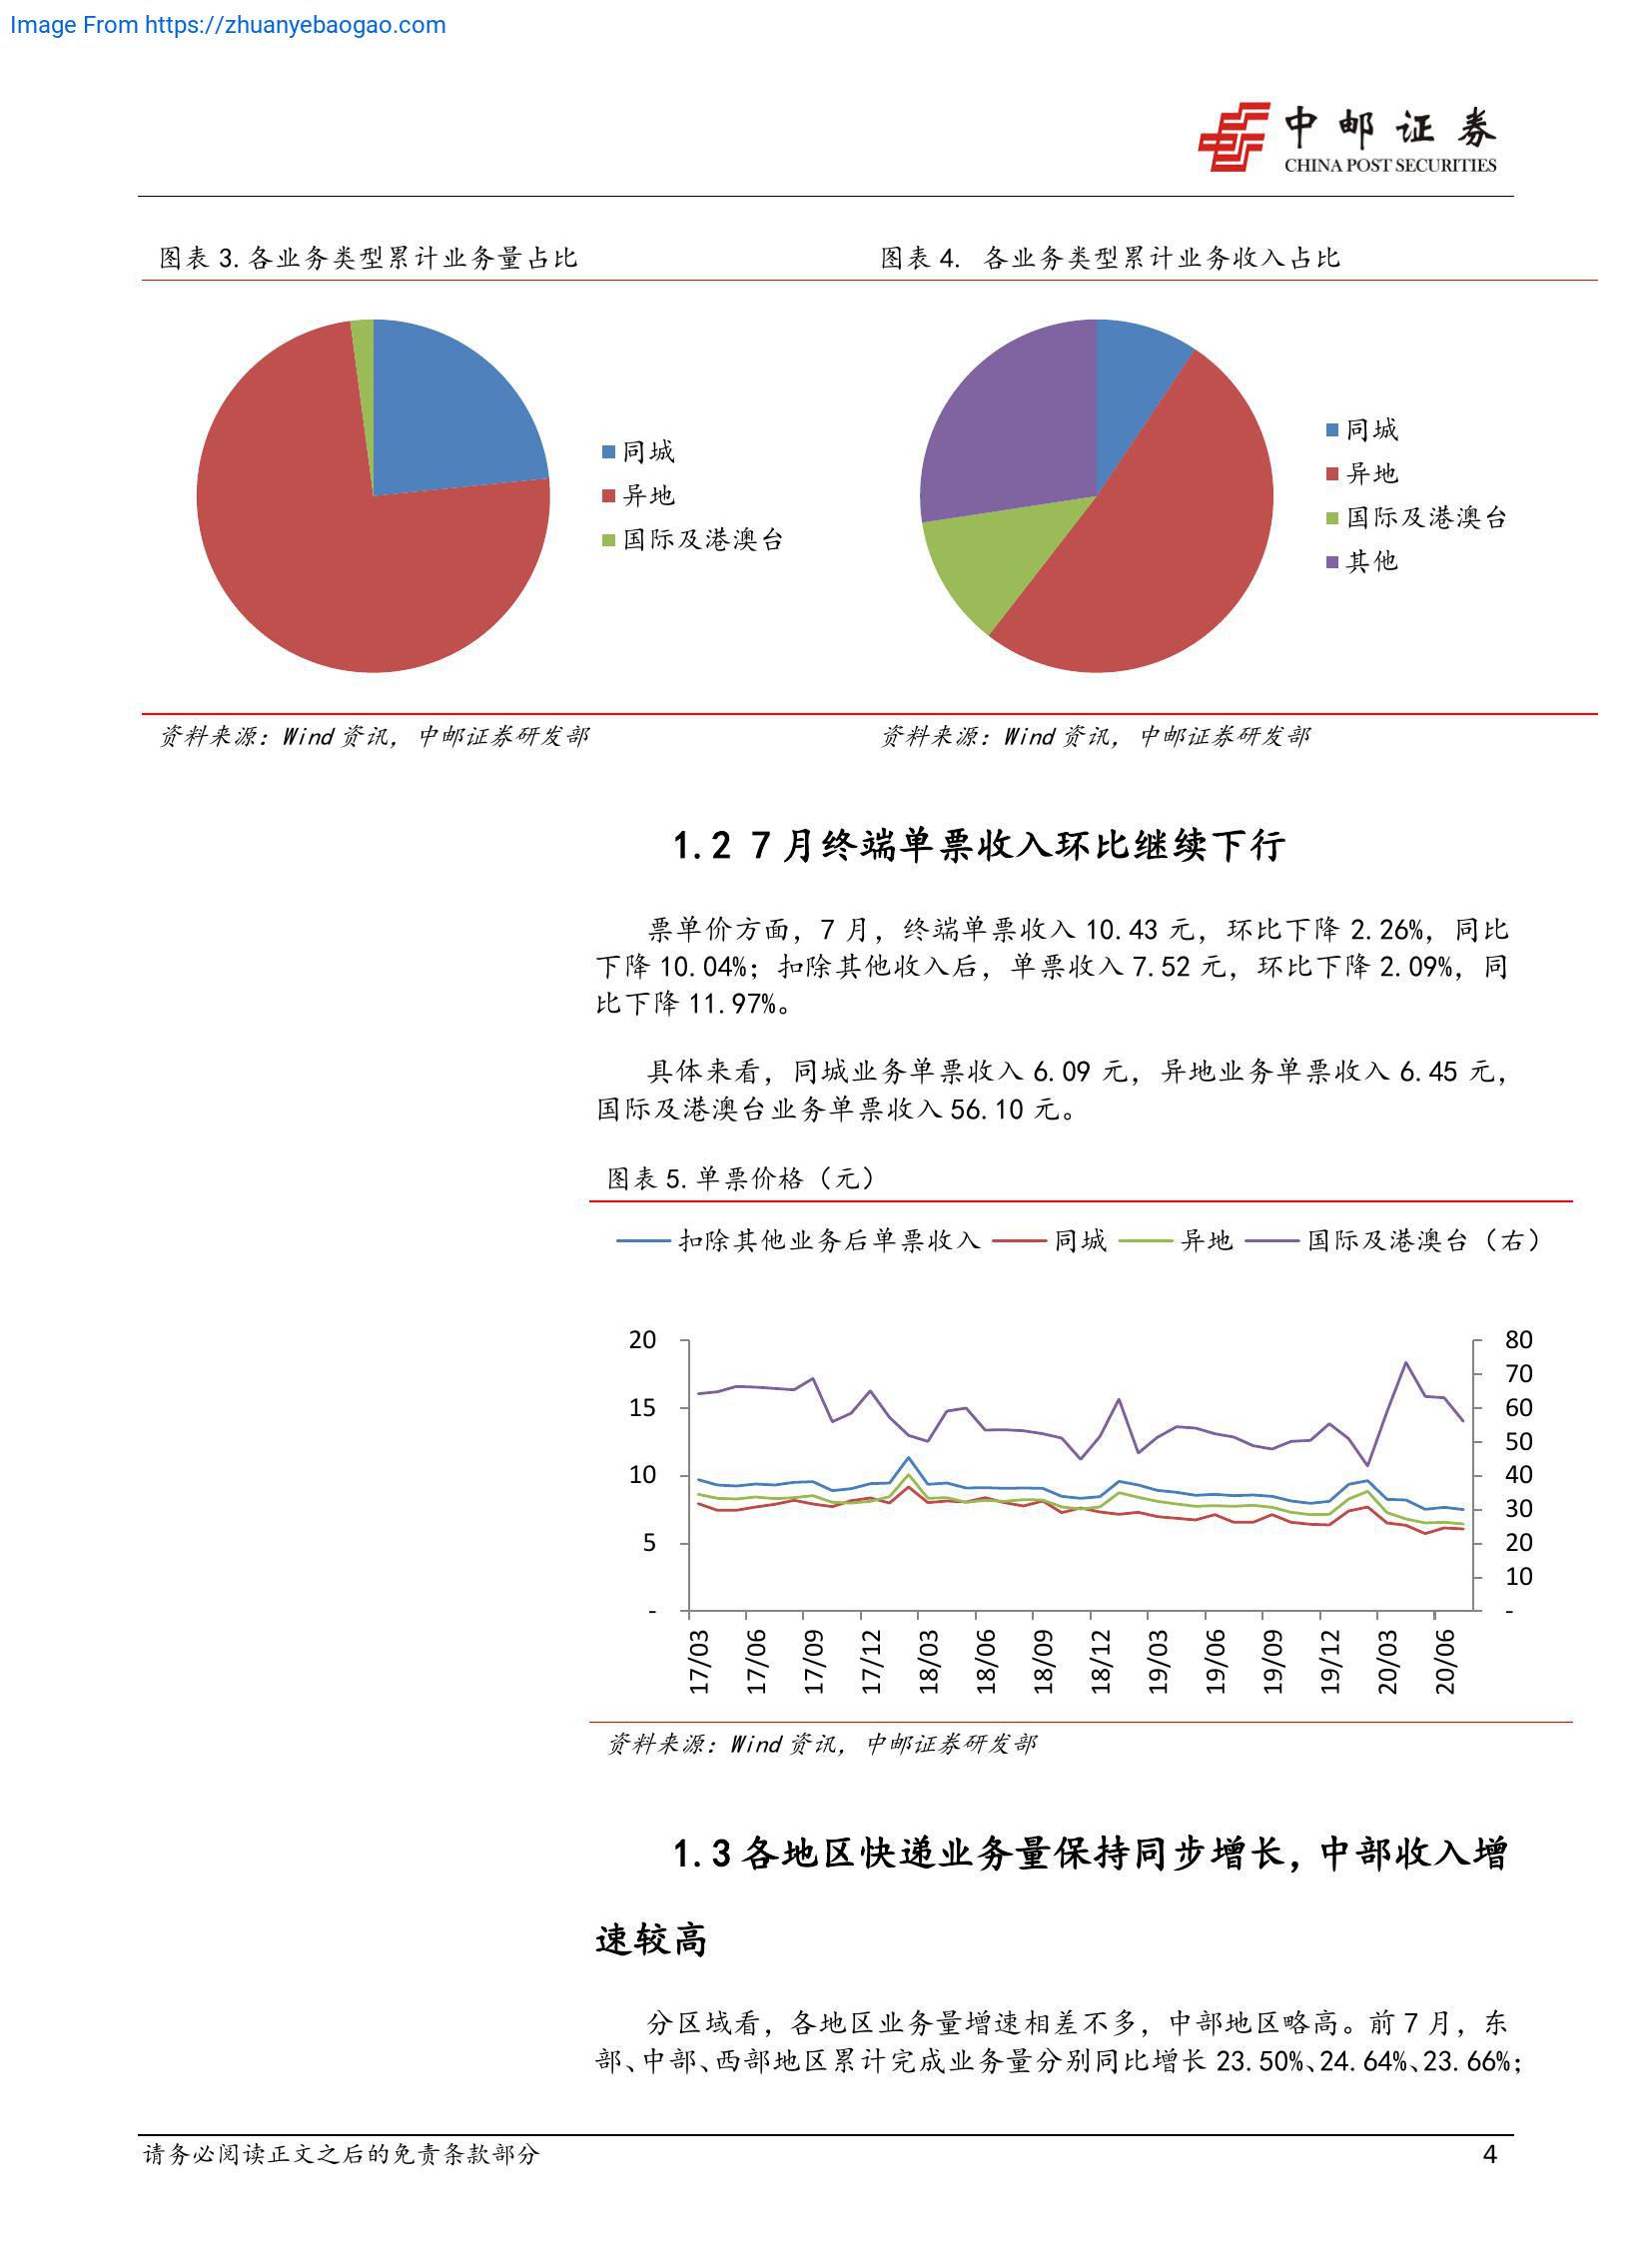 Image From https://zhuanyebaogao.com
中邮证券
CHINA POST SECURITIES
图表 3.各业务类型累计业务量占比
图表 4. 各业务类型累计业务收入占比
同城
异地
国际及港澳台
同城
异地
国际及港澳台
其他
资料来源：Wind 资讯，中邮证券研发部
资料来源：Wind 资讯，中邮证券研发部
1.2 7 月终端单票收入环比继续下行
票单价方面，7 月，终端单票收入 10.43 元，环比下降 2.26%，同比
下降 10.04%；扣除其他收入后，单票收入 7.52 元，环比下降 2.09%，同
比下降 11.97%。
具体来看，同城业务单票收入 6.09 元，异地业务单票收入 6.45 元，
国际及港澳台业务单票收入 56.10 元。
图表 5.单票价格（元）
扣除其他业务后单票收入 同城 异地 国际及港澳台（右）
20
15
10
5
-
80
70
60
50
40
30
20
10
-
17/03
17/06
17/09
17/12
18/03
18/06
18/09
18/12
19/03
19/06
19/09
19/12
20/03
20/06
资料来源：Wind 资讯，中邮证券研发部
1.3 各地区快递业务量保持同步增长，中部收入增
速较高
分区域看，各地区业务量增速相差不多，中部地区略高。前 7 月，东
部、中部、西部地区累计完成业务量分别同比增长 23.50%、24.64%、23.66%；
请务必阅读正文之后的免责条款部分
4